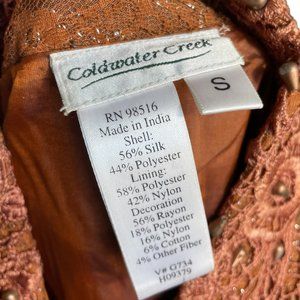 Coldwater Creek
S
RN 98516
Made in India
Shell:
56% Silk
44% Polyester
Lining:
58% Polyester
42% Nylon
Decoration
56% Rayon
18% Polyester
16% Nylon
6% Cotton
4% Other Fiber
V# G734
H09379